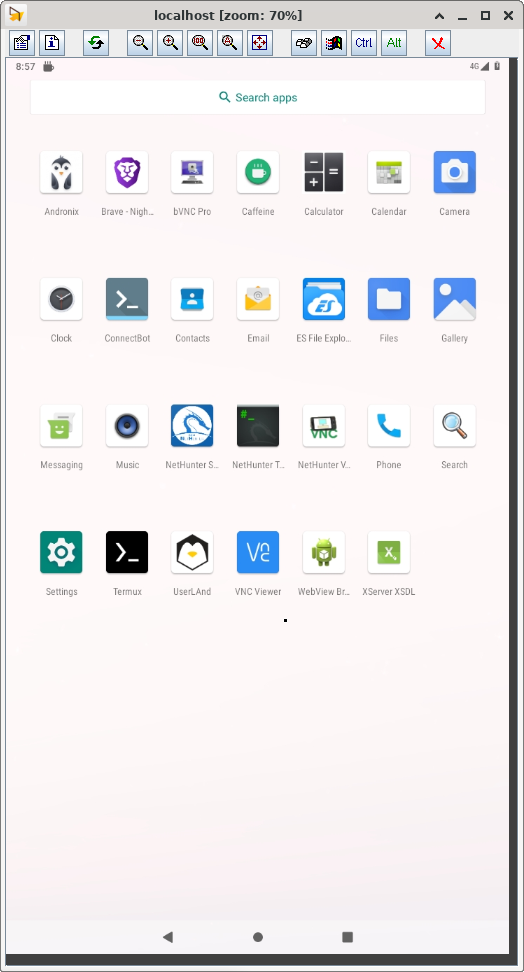 localhost [zoom: 70%]
Ctrl Alt
8:57 4G
Search apps
Andronix Brave - Nigh... bVNC Pro Caffeine Calculator Calendar Camera
Clock ConnectBot Contacts Email ES File Explo... Files Gallery
Messaging Music NetHunter S... NetHunter T... NetHunter V... Phone Search
Settings Termux UserLAnd VNC Viewer WebView Br... XServer XSDL